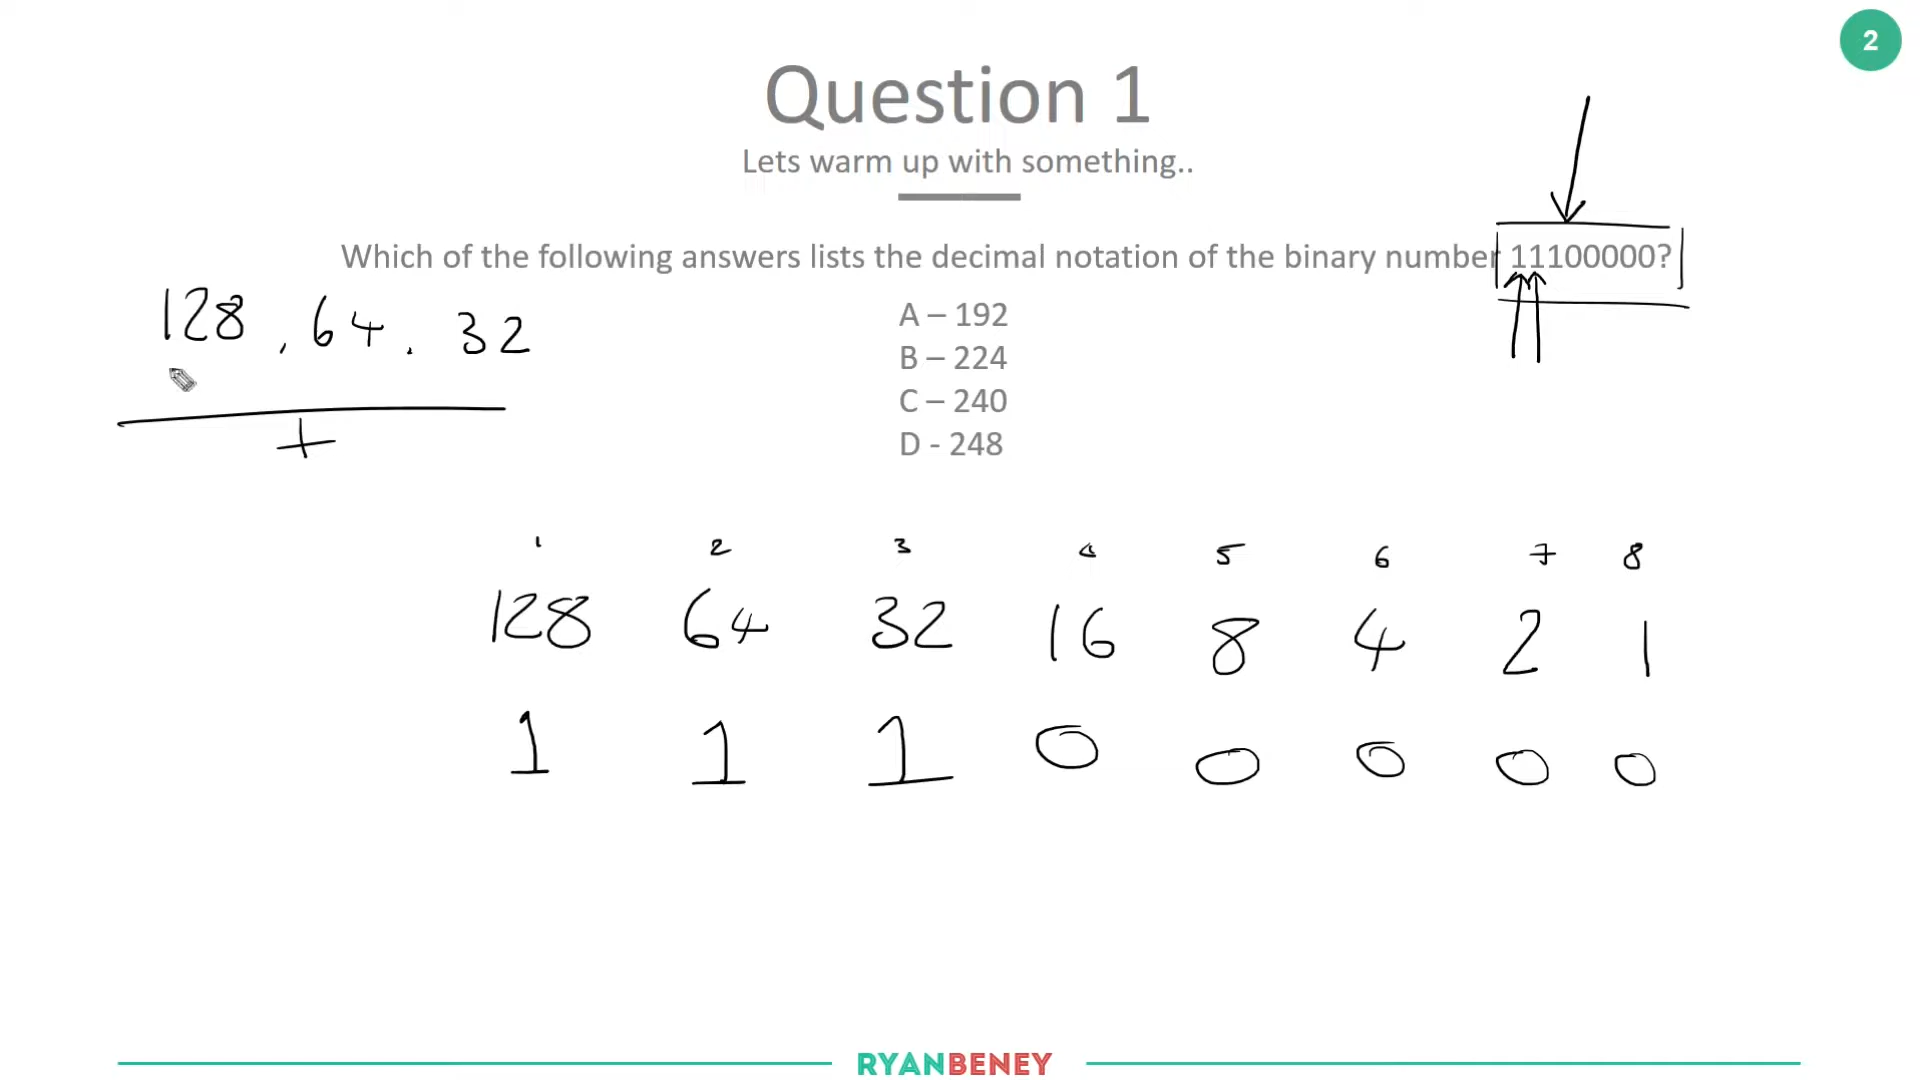 2
Question 1
Lets warm up with something..
Which of the following answers lists the decimal notation of the binary number 11100000?
128 , 64 . 32
+
A – 192
B – 224
C – 240
D - 248
1 2 3 4 5 6 7 8
128 64 32 16 8 4 2 1
1 1 1 0 0 0 0 0
RYANBENEY